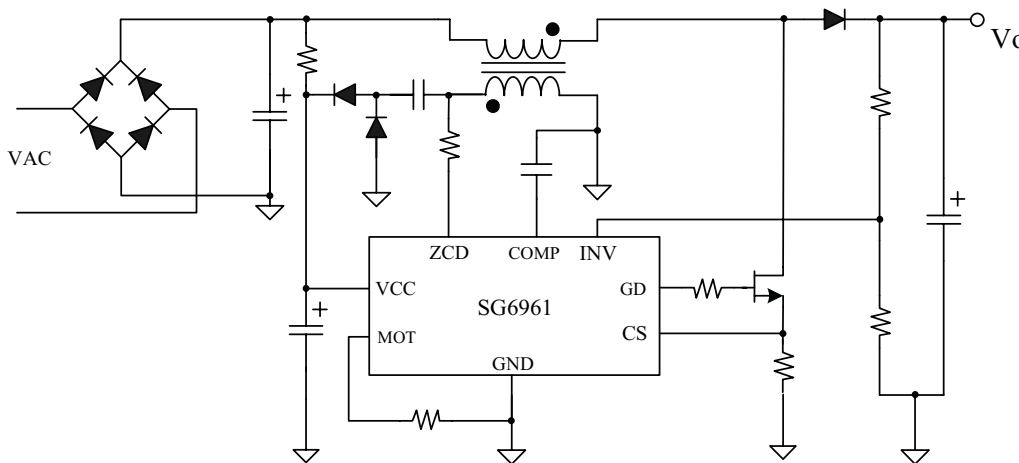 Vo
VAC
+
+
+
+
ZCD
COMP
INV
VCC
GD
SG6961
MOT
CS
GND